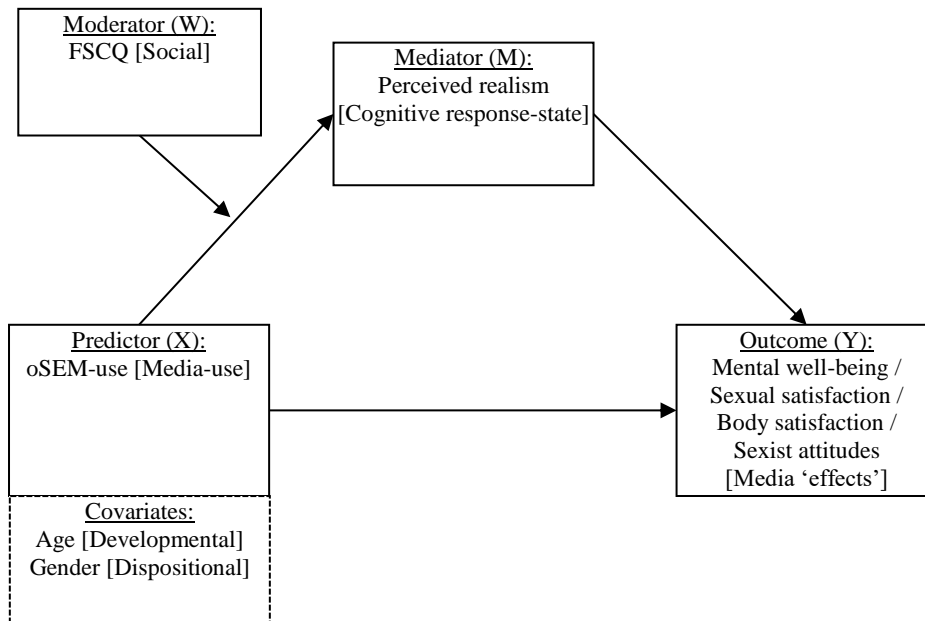 Moderator (W):
FSCQ [Social]
Mediator (M):
Perceived realism
[Cognitive response-state]
Predictor (X):
oSEM-use [Media-use]
Outcome (Y):
Mental well-being /
Sexual satisfaction /
Body satisfaction /
Sexist attitudes
[Media ‘effects’]
Covariates:
Age [Developmental]
Gender [Dispositional]